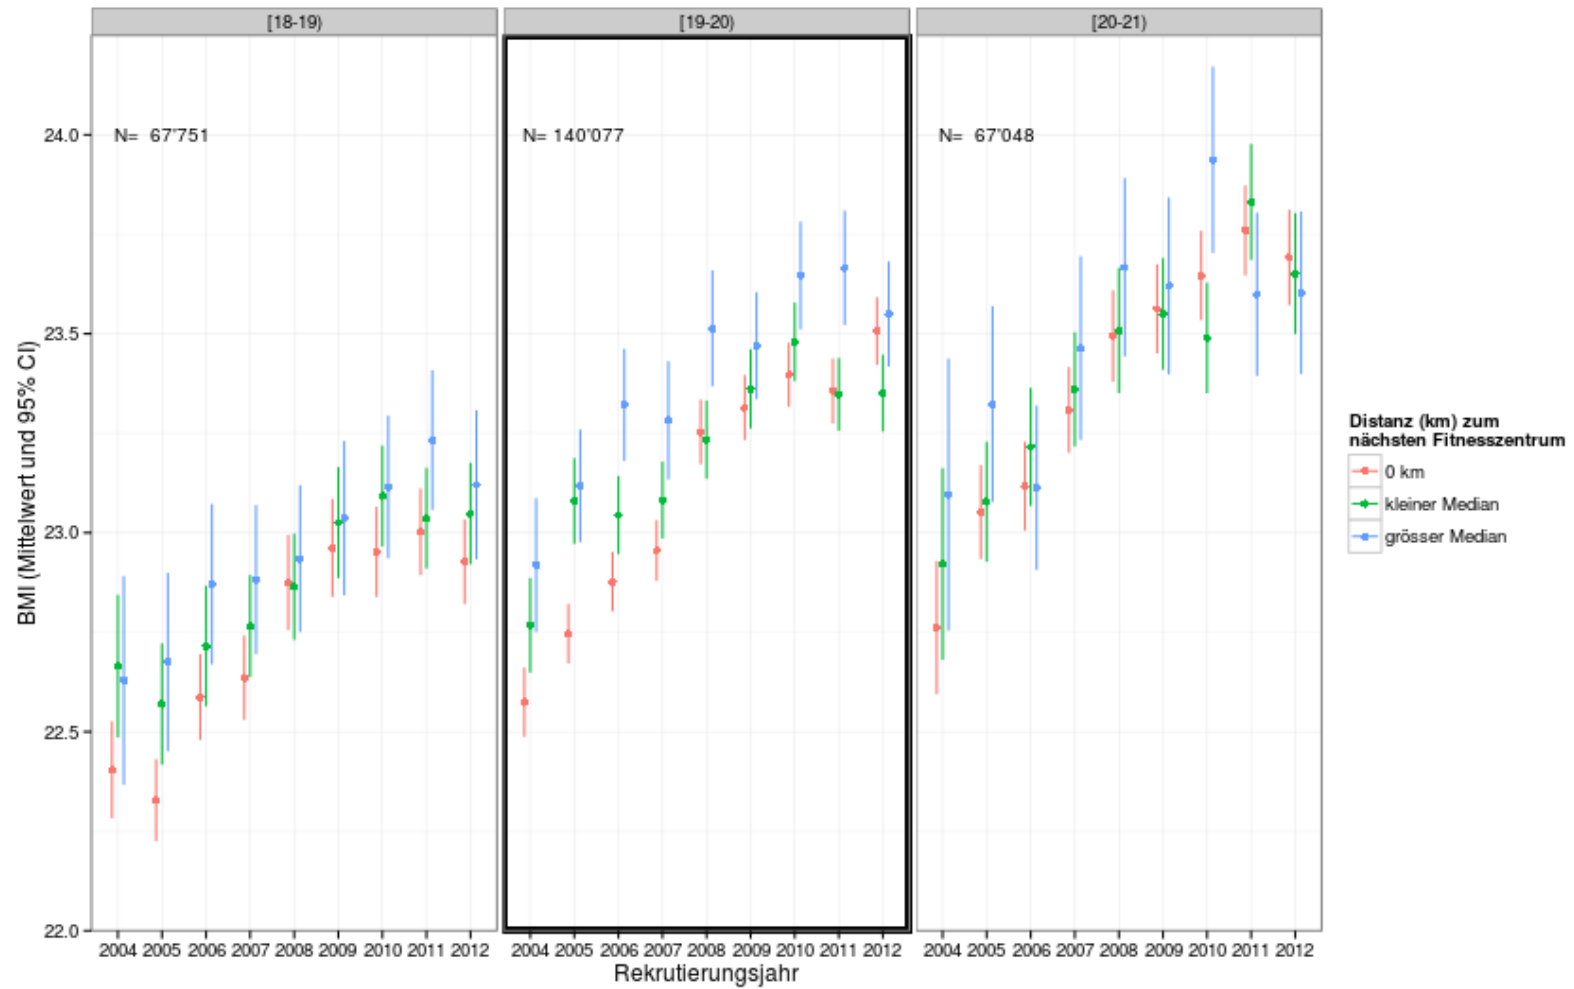 [18-19)
[19-20)
[20-21)
N= 67'751
N= 140'077
N= 67'048
24.0
23.5
23.0
22.5
22.0
BMI (Mittelwert und 95% CI)
2004 2005 2006 2007 2008 2009 2010 2011 2012
2004 2005 2006 2007 2008 2009 2010 2011 2012
2004 2005 2006 2007 2008 2009 2010 2011 2012
Rekrutierungsjahr
Distanz (km) zum
nächsten Fitnesszentrum
0 km
kleiner Median
grösser Median